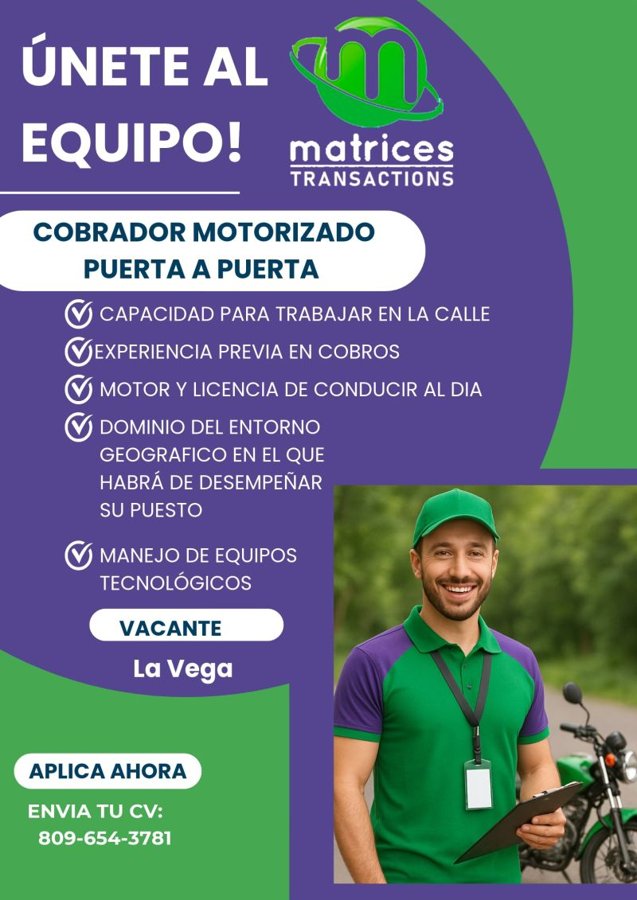 ÚNETE AL
EQUIPO!
m
matrices
TRANSACTIONS
COBRADOR MOTORIZADO
PUERTA A PUERTA
CAPACIDAD PARA TRABAJAR EN LA CALLE
EXPERIENCIA PREVIA EN COBROS
MOTOR Y LICENCIA DE CONDUCIR AL DIA
DOMINIO DEL ENTORNO
GEOGRAFICO EN EL QUE
HABRÁ DE DESEMPEÑAR
SU PUESTO
MANEJO DE EQUIPOS
TECNOLÓGICOS
VACANTE
La Vega
APLICA AHORA
ENVIA TU CV:
809-654-3781